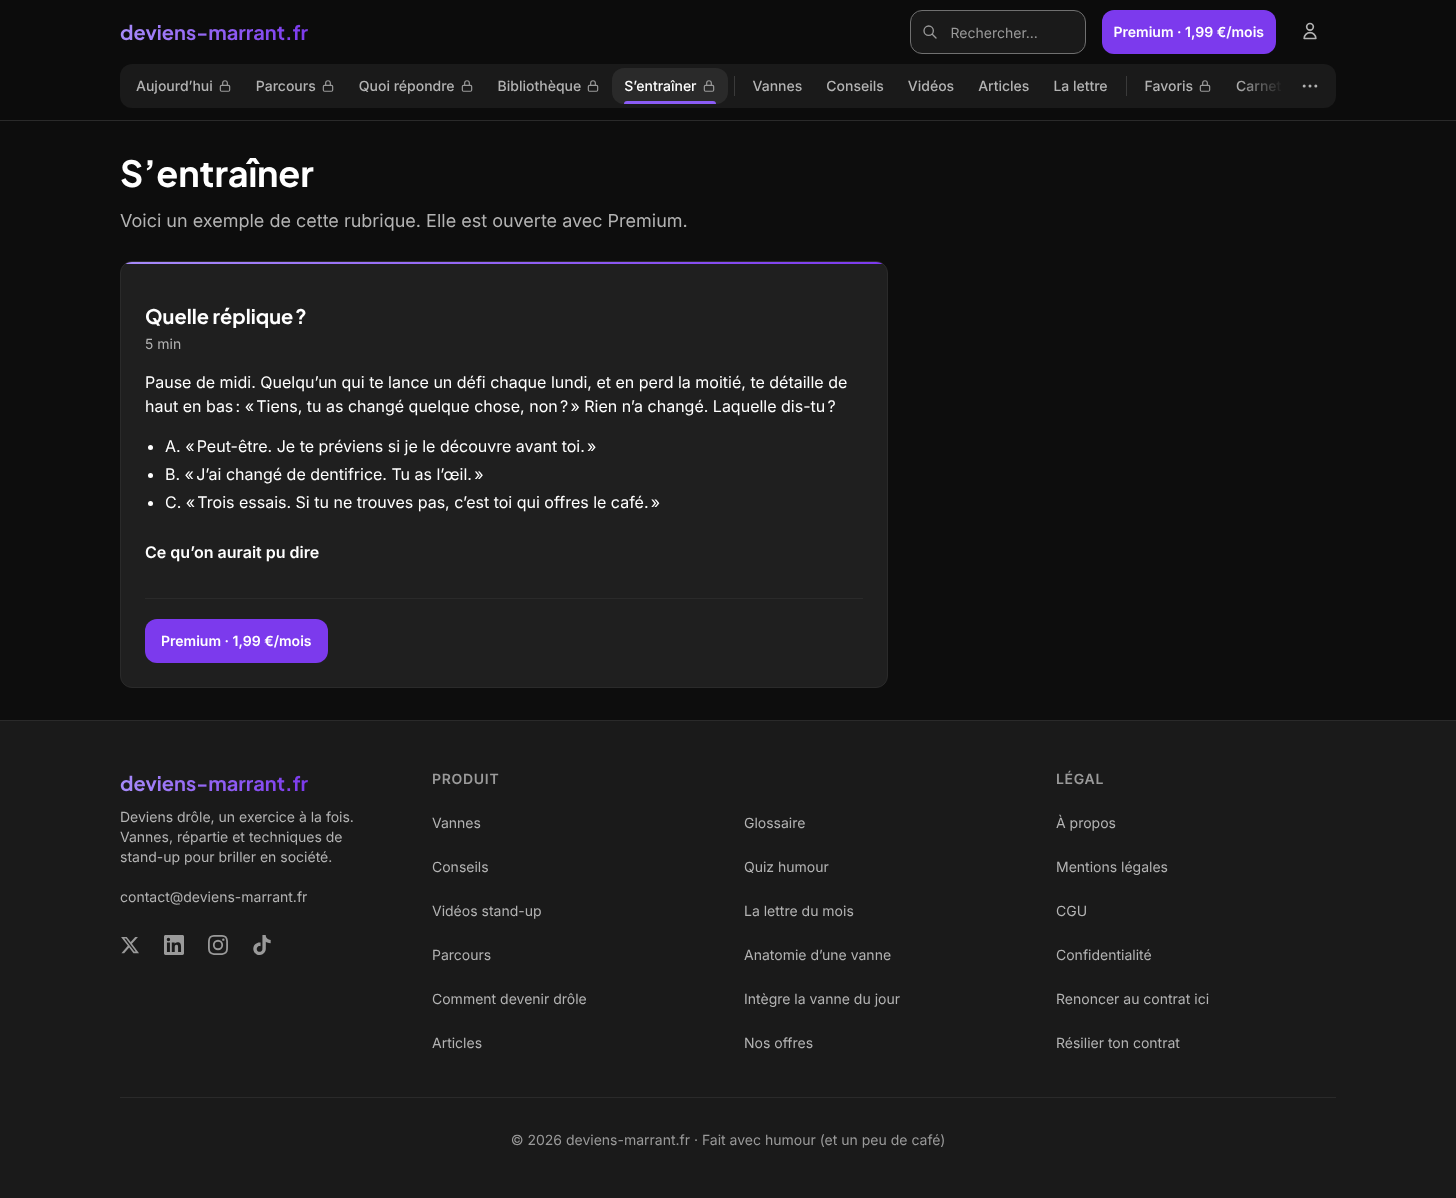 deviens-marrant.fr
Rechercher...
Premium · 1,99 €/mois
Aujourd’hui
Parcours
Quoi répondre
Bibliothèque
S’entraîner
Vannes
Conseils
Vidéos
Articles
La lettre
Favoris
Carnet
S’entraîner
Voici un exemple de cette rubrique. Elle est ouverte avec Premium.
Quelle réplique ?
5 min
Pause de midi. Quelqu’un qui te lance un défi chaque lundi, et en perd la moitié, te détaille de
haut en bas : « Tiens, tu as changé quelque chose, non ? » Rien n’a changé. Laquelle dis-tu ?
• A. « Peut-être. Je te préviens si je le découvre avant toi. »
• B. « J’ai changé de dentifrice. Tu as l’œil. »
• C. « Trois essais. Si tu ne trouves pas, c’est toi qui offres le café. »
Ce qu’on aurait pu dire
Premium · 1,99 €/mois
deviens-marrant.fr
Deviens drôle, un exercice à la fois.
Vannes, répartie et techniques de
stand-up pour briller en société.
contact@deviens-marrant.fr
PRODUIT
Vannes
Conseils
Vidéos stand-up
Parcours
Comment devenir drôle
Articles
Glossaire
Quiz humour
La lettre du mois
Anatomie d’une vanne
Intègre la vanne du jour
Nos offres
LÉGAL
À propos
Mentions légales
CGU
Confidentialité
Renoncer au contrat ici
Résilier ton contrat
© 2026 deviens-marrant.fr · Fait avec humour (et un peu de café)